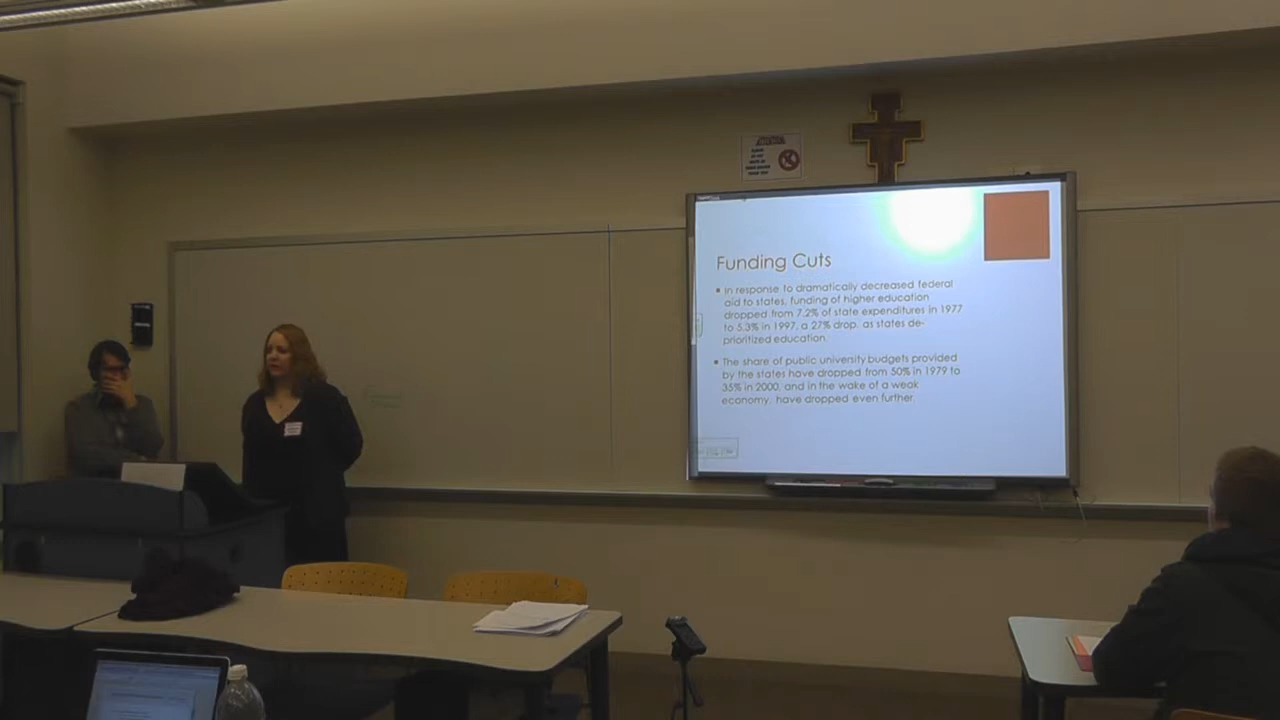 ATTENTION
Funding Cuts
▪ In response to dramatically decreased federal
aid to states, funding of higher education
dropped from 7.2% of state expenditures in 1977
to 5.3% in 1997, a 27% drop, as states de-
prioritized education.
▪ The share of public university budgets provided
by the states have dropped from 50% in 1979 to
35% in 2000, and in the wake of a weak
economy, have dropped even further.